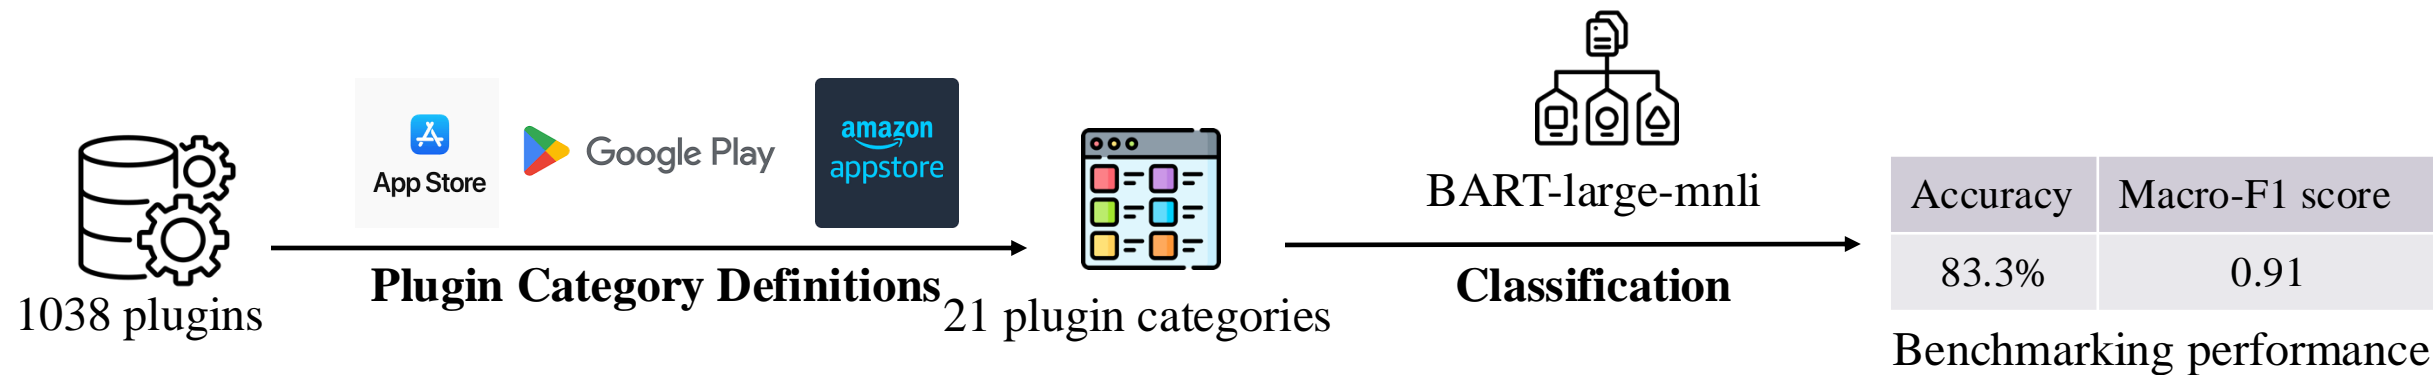 1038 plugins
App Store
Google Play
amazon
appstore
Plugin Category Definitions
21 plugin categories
BART-large-mnli
Classification
Accuracy Macro-F1 score
83.3% 0.91
Benchmarking performance